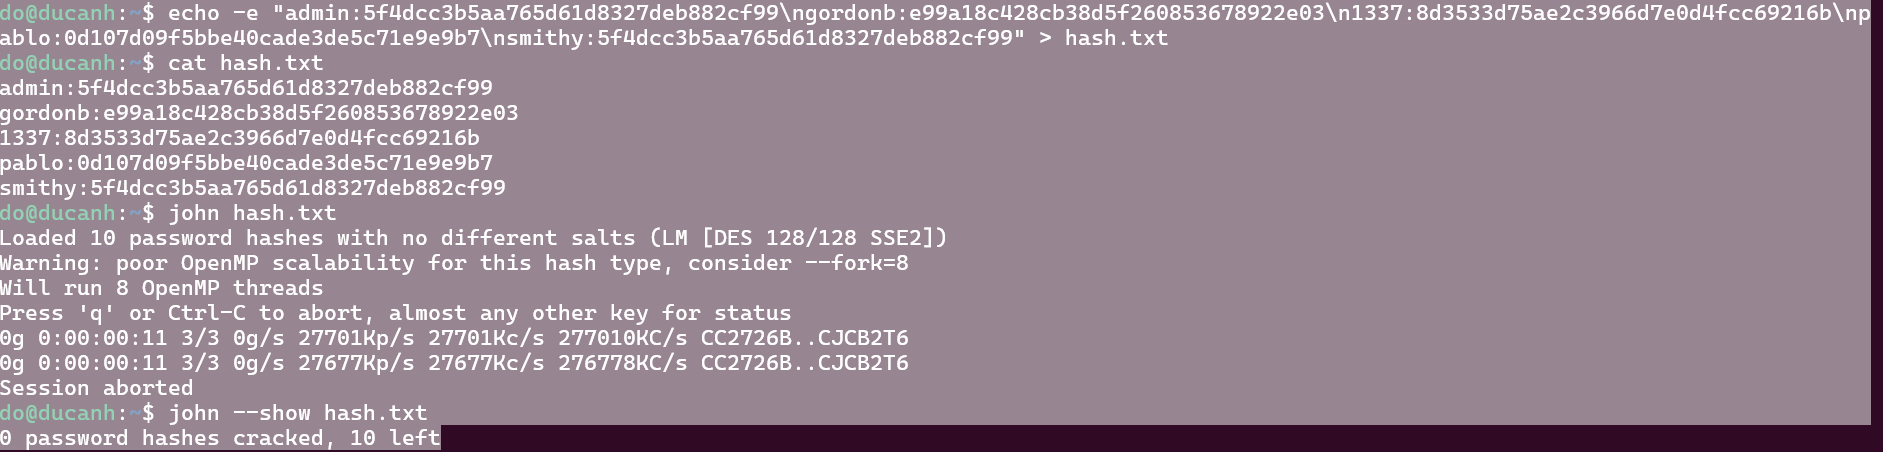 do@ducanh:~$ echo -e "admin:5f4dcc3b5aa765d61d8327deb882cf99\ngordonb:e99a18c428cb38d5f260853678922e03\n1337:8d3533d75ae2c3966d7e0d4fcc69216b\np
ablo:0d107d09f5bbe40cade3de5c71e9e9b7\nsmithy:5f4dcc3b5aa765d61d8327deb882cf99" > hash.txt
do@ducanh:~$ cat hash.txt
admin:5f4dcc3b5aa765d61d8327deb882cf99
gordonb:e99a18c428cb38d5f260853678922e03
1337:8d3533d75ae2c3966d7e0d4fcc69216b
pablo:0d107d09f5bbe40cade3de5c71e9e9b7
smithy:5f4dcc3b5aa765d61d8327deb882cf99
do@ducanh:~$ john hash.txt
Loaded 10 password hashes with no different salts (LM [DES 128/128 SSE2])
Warning: poor OpenMP scalability for this hash type, consider --fork=8
Will run 8 OpenMP threads
Press 'q' or Ctrl-C to abort, almost any other key for status
0g 0:00:00:11 3/3 0g/s 27701Kp/s 27701Kc/s 277010KC/s CC2726B..CJCB2T6
0g 0:00:00:11 3/3 0g/s 27677Kp/s 27677Kc/s 276778KC/s CC2726B..CJCB2T6
Session aborted
do@ducanh:~$ john --show hash.txt
0 password hashes cracked, 10 left